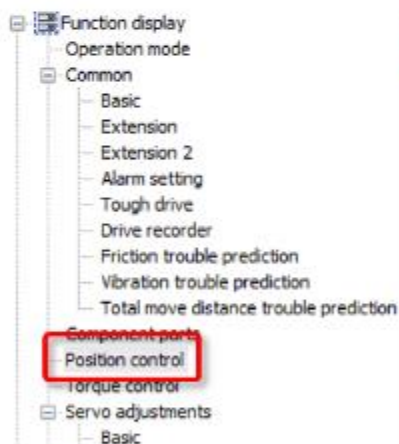 Function display
Operation mode
Common
Basic
Extension
Extension 2
Alarm setting
Tough drive
Drive recorder
Friction trouble prediction
Vibration trouble prediction
Total move distance trouble prediction
Component parts
Position control
Torque control
Servo adjustments
Basic